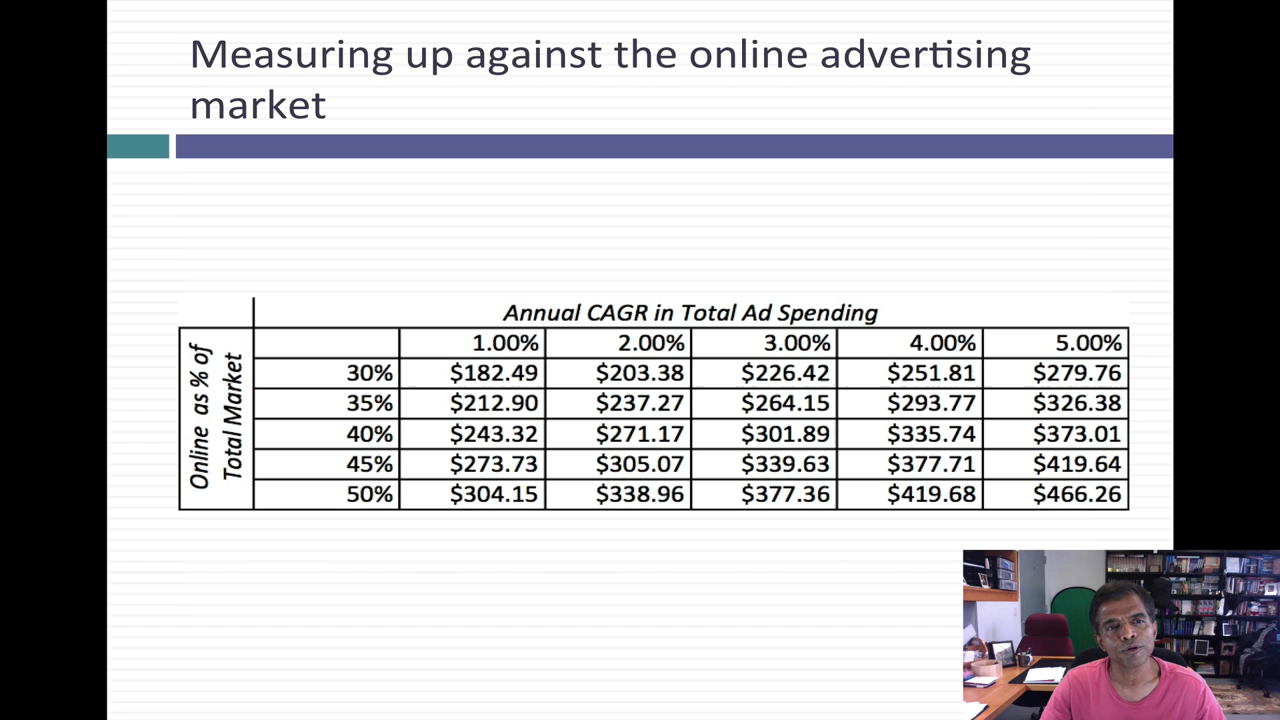 Measuring up against the online advertising
market
Annual CAGR in Total Ad Spending
Online as % of
Total Market
1.00% 2.00% 3.00% 4.00% 5.00%
30% $182.49 $203.38 $226.42 $251.81 $279.76
35% $212.90 $237.27 $264.15 $293.77 $326.38
40% $243.32 $271.17 $301.89 $335.74 $373.01
45% $273.73 $305.07 $339.63 $377.71 $419.64
50% $304.15 $338.96 $377.36 $419.68 $466.26